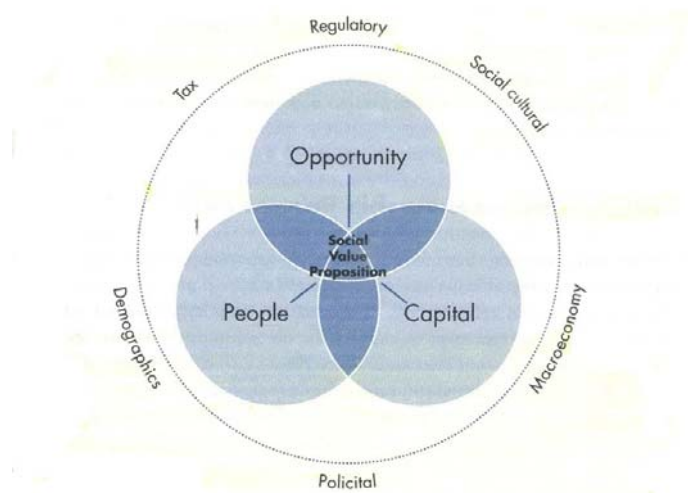 Regulatory
Tax
Social cultural
Opportunity
Social
Value
Proposition
People
Capital
Demographics
Macroeconomy
Policital